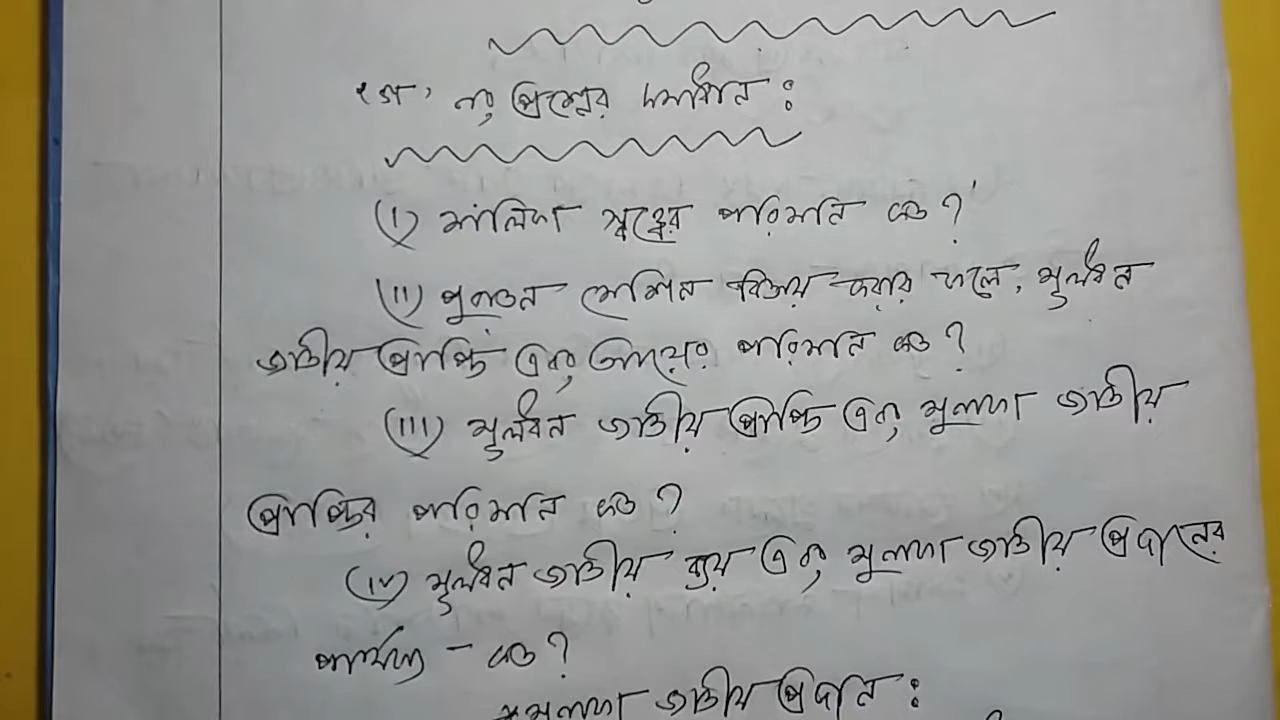 নং প্রশ্নের সমাধান :
(i) মালিকানা স্বত্বের পরিমান কত ?
(ii) পুরাতন মেশিন বিক্রয় করার ফলে, মূলধন
জাতীয় প্রাপ্তি এবং আয়ের পরিমান কত ?
(iii) মূলধন জাতীয় প্রাপ্তি এবং মুনাফা জাতীয়
প্রাপ্তির পরিমান কত ?
(iv) মূলধন জাতীয় ব্যয় এবং মুনাফা জাতীয় প্রদানের
পার্থক্য - কত ?
মুনাফা জাতীয় প্রদান :